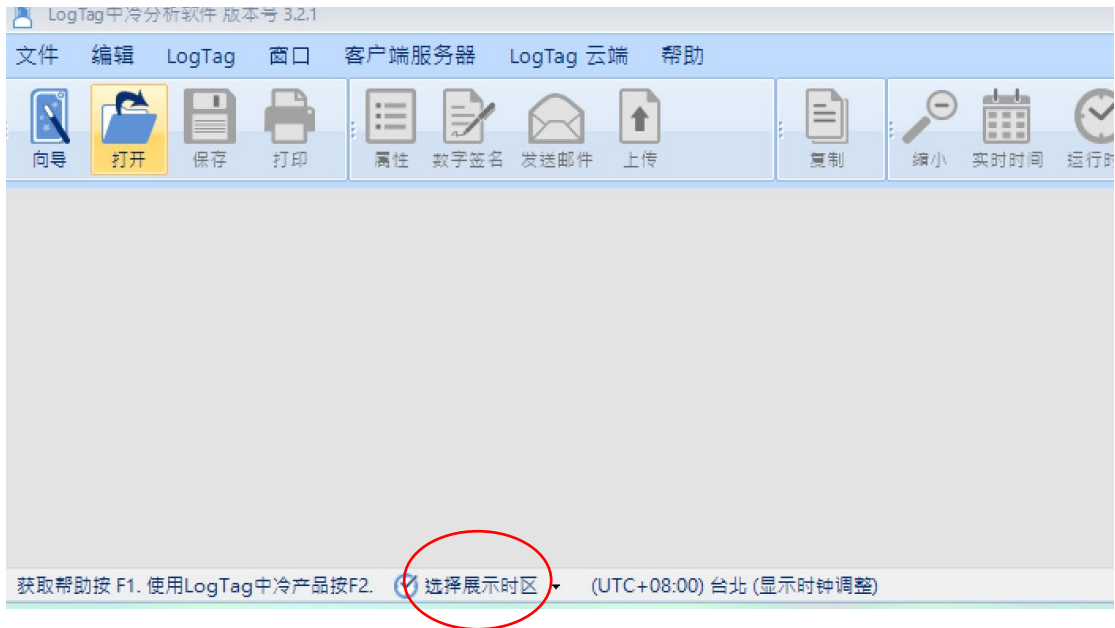 LogTag中冷分析软件 版本号 3.2.1
文件 编辑 LogTag 窗口 客户端服务器 LogTag 云端 帮助
向导 打开 保存 打印 属性 数字签名 发送邮件 上传 复制 缩小 实时时间 运行时
获取帮助按 F1. 使用LogTag中冷产品按F2. 选择展示时区 (UTC+08:00) 台北 (显示时钟调整)